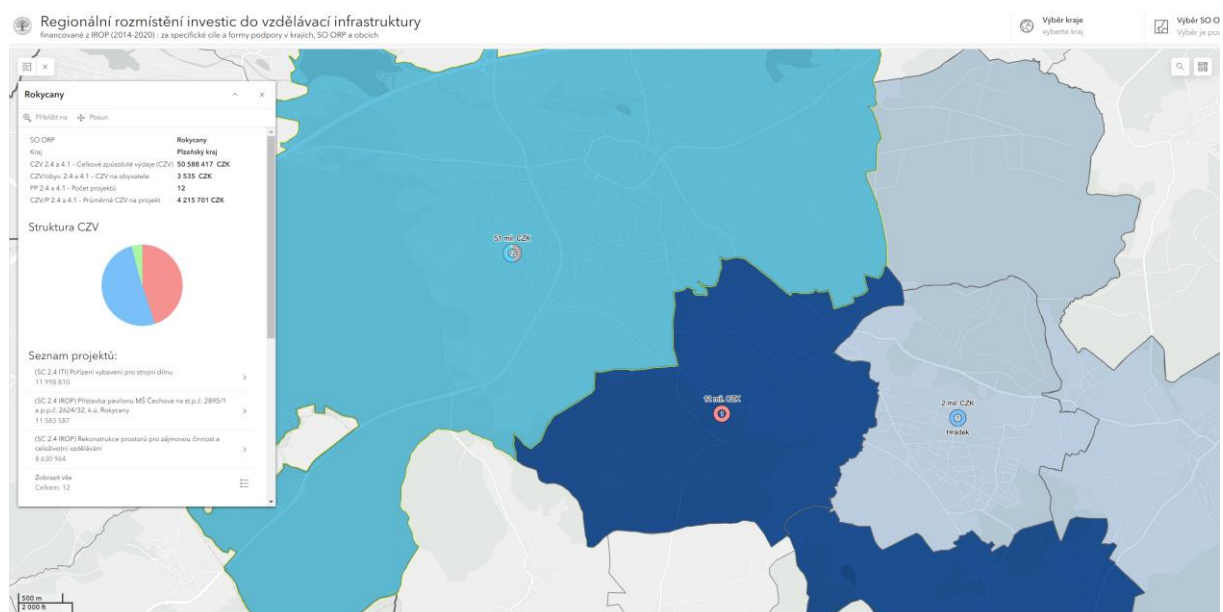 Regionální rozmístění investic do vzdělávací infrastruktury
financované z IROP (2014-2020) : za specifické cíle a formy podpory v krajích, SO ORP a obcích
Výběr kraje
vyberte kraj
Výběr SO O
Výběr je pov
Rokycany
Přiblížit na Posun
SO ORP Rokycany
Kraj Plzeňský kraj
CZV 2.4 a 4.1 - Celkové způsobilé výdaje (CZV) 50 588 417 CZK
CZV/obyv. 2.4 a 4.1 - CZV na obyvatele 3 535 CZK
PP 2.4 a 4.1 - Počet projektů 12
CZV/P 2.4 a 4.1 - Průměrné CZV na projekt 4 215 701 CZK
Struktura CZV
Seznam projektů:
(SC 2.4 ITI) Pořízení vybavení pro strojní dílnu
11 998 810
(SC 2.4 IROP) Přístavba pavilonu MŠ Čechova na st.p.č. 2895/1
a p.p.č. 2624/32, k.ú. Rokycany
11 583 587
(SC 2.4 IROP) Rekonstrukce prostorů pro zájmovou činnost a
celoživotní vzdělávání
8 630 964
Zobrazit vše
Celkem: 12
51 mil. CZK
12
12 mil. CZK
2 mil. CZK
Hrádek
500 m
2 000 ft